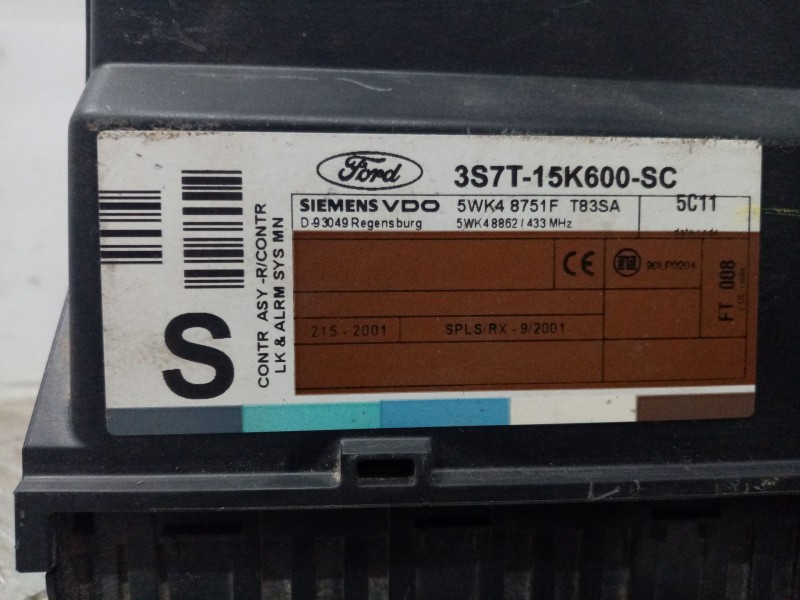 Ford 3S7T-15K600-SC
SIEMENS VDO 5WK4 8751F T83SA 5C11
D-93049 Regensburg 5WK4 8862 / 433 MHz
CE
215 - 2001 SPLS/RX - 9/2001
FT 008
S
CONTR ASY -R/CONTR
LK & ALRM SYS MN